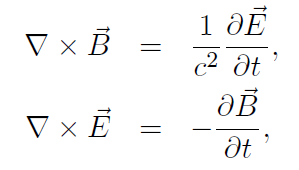 ∇ × B⃗ = 1/c² ∂E⃗/∂t,
∇ × E⃗ = −∂B⃗/∂t,